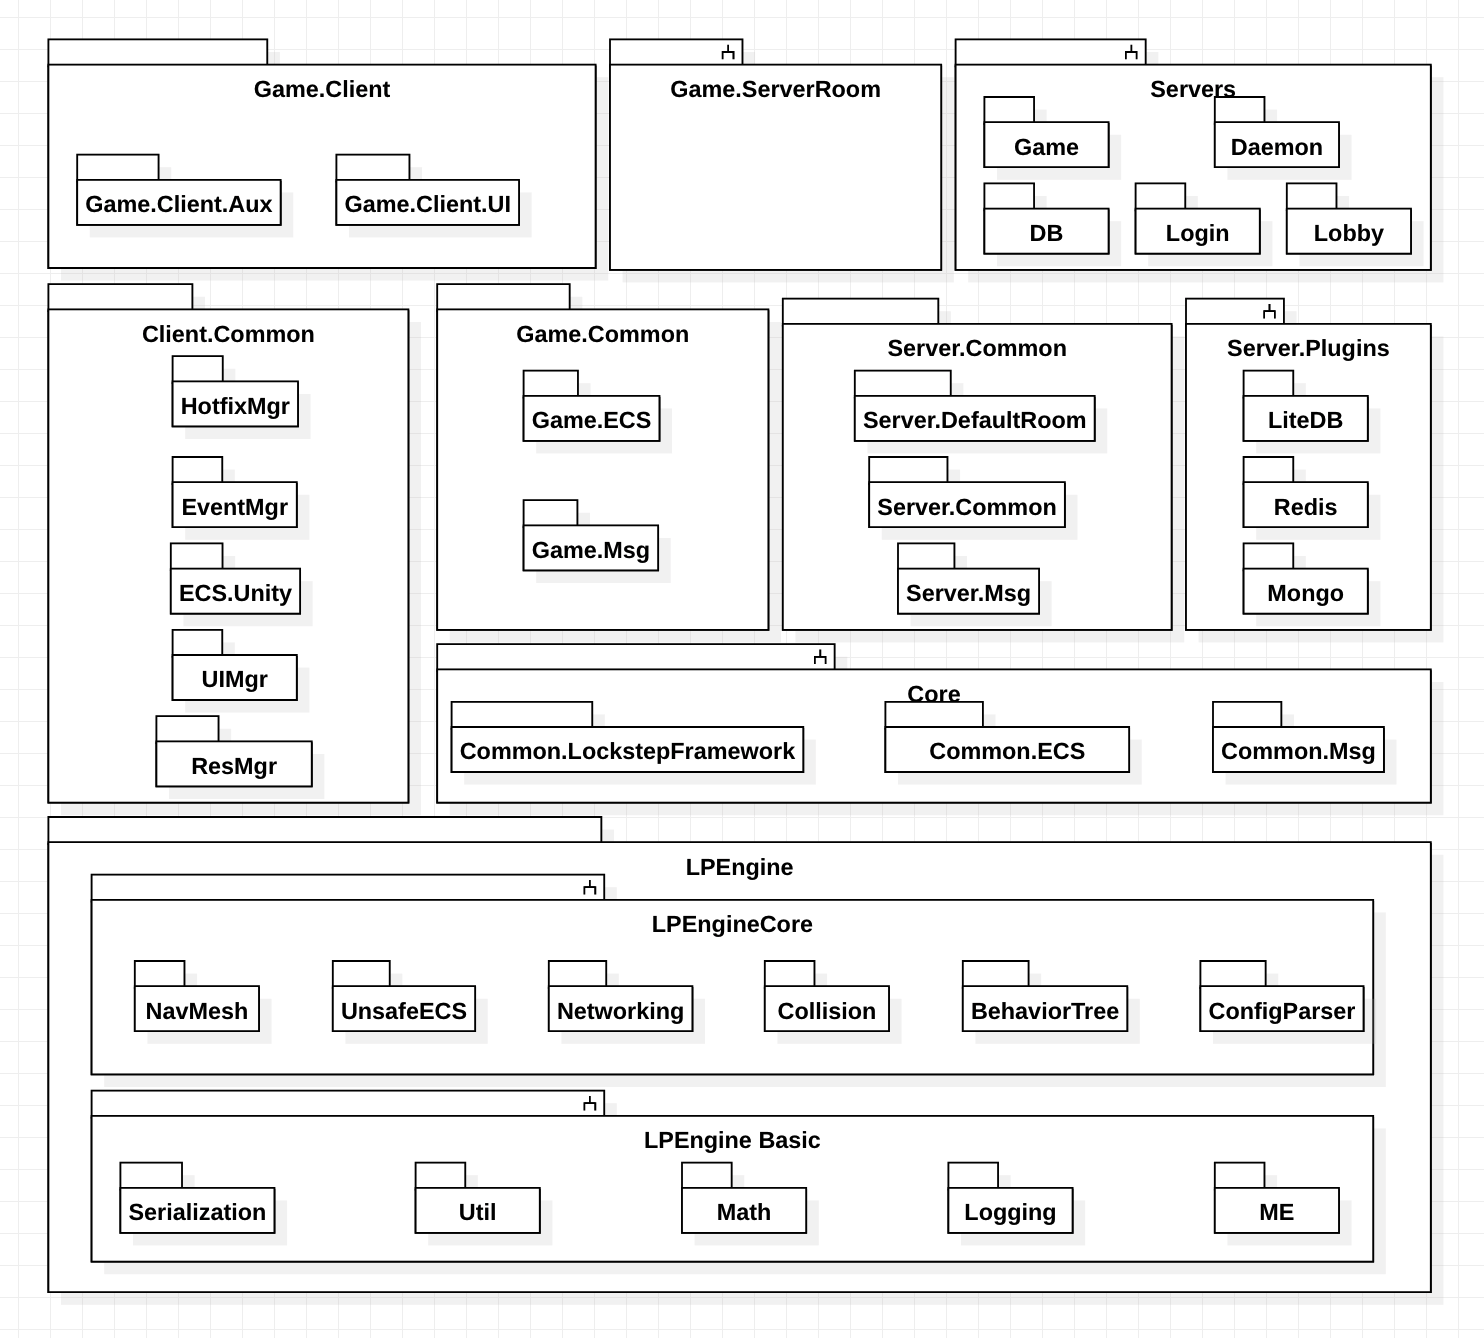 Game.Client
Game.Client.Aux
Game.Client.UI
Game.ServerRoom
Servers
Game
Daemon
DB
Login
Lobby
Client.Common
HotfixMgr
EventMgr
ECS.Unity
UIMgr
ResMgr
Game.Common
Game.ECS
Game.Msg
Server.Common
Server.DefaultRoom
Server.Common
Server.Msg
Server.Plugins
LiteDB
Redis
Mongo
Core
Common.LockstepFramework
Common.ECS
Common.Msg
LPEngine
LPEngineCore
NavMesh
UnsafeECS
Networking
Collision
BehaviorTree
ConfigParser
LPEngine Basic
Serialization
Util
Math
Logging
ME